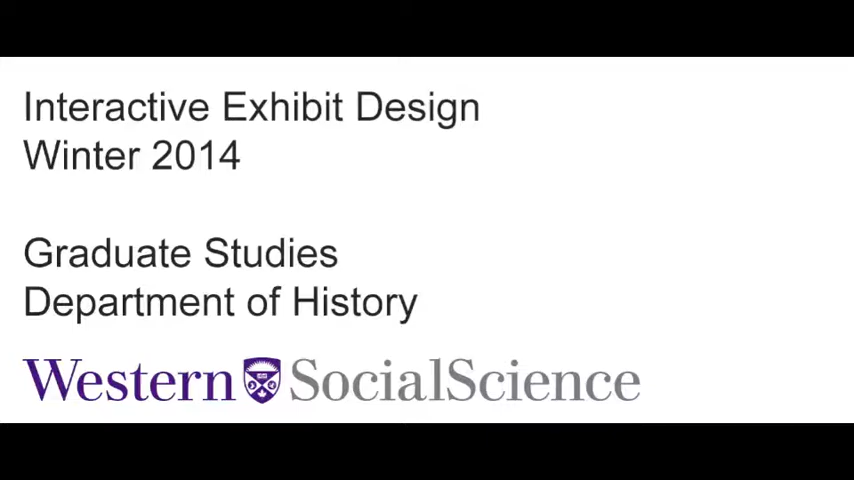 Interactive Exhibit Design
Winter 2014
Graduate Studies
Department of History
Western SocialScience